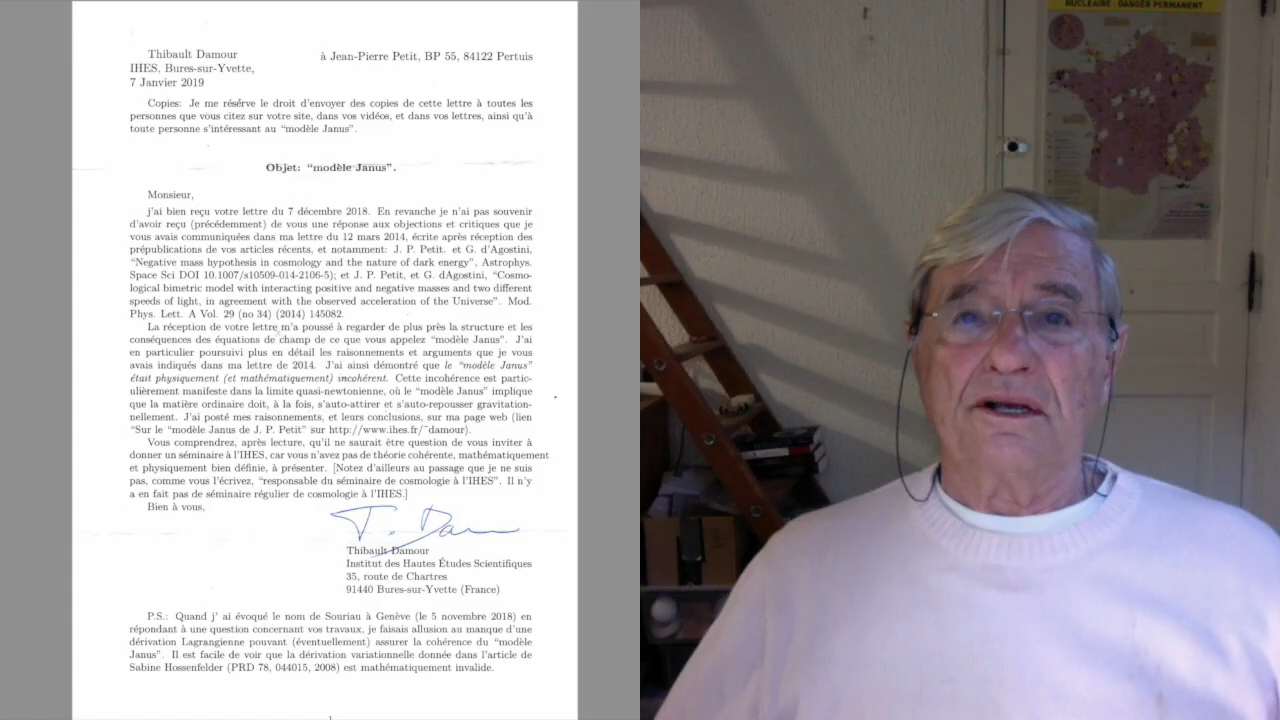 NUCLÉAIRE : DANGER PERMANENT
Thibault Damour
à Jean-Pierre Petit, BP 55, 84122 Pertuis
IHES, Bures-sur-Yvette,
7 Janvier 2019
Copies: Je me réserve le droit d'envoyer des copies de cette lettre à toutes les
personnes que vous citez sur votre site, dans vos vidéos, et dans vos lettres, ainsi qu'à
toute personne s'intéressant au “modèle Janus”.
Objet: “modèle Janus”.
Monsieur,
j'ai bien reçu votre lettre du 7 décembre 2018. En revanche je n'ai pas souvenir
d'avoir reçu (précédemment) de vous une réponse aux objections et critiques que je
vous avais communiquées dans ma lettre du 12 mars 2014, écrite après réception des
prépublications de vos articles récents, et notamment: J. P. Petit. et G. d'Agostini,
“Negative mass hypothesis in cosmology and the nature of dark energy”, Astrophys.
Space Sci DOI 10.1007/s10509-014-2106-5); et J. P. Petit, et G. dAgostini, “Cosmo-
logical bimetric model with interacting positive and negative masses and two different
speeds of light, in agreement with the observed acceleration of the Universe”. Mod.
Phys. Lett. A Vol. 29 (no 34) (2014) 145082.
La réception de votre lettre m'a poussé à regarder de plus près la structure et les
conséquences des équations de champ de ce que vous appelez “modèle Janus”. J'ai
en particulier poursuivi plus en détail les raisonnements et arguments que je vous
avais indiqués dans ma lettre de 2014. J'ai ainsi démontré que le “modèle Janus”
était physiquement (et mathématiquement) incohérent. Cette incohérence est partic-
ulièrement manifeste dans la limite quasi-newtonienne, où le “modèle Janus” implique
que la matière ordinaire doit, à la fois, s'auto-attirer et s'auto-repousser gravitation-
nellement. J'ai posté mes raisonnements, et leurs conclusions, sur ma page web (lien
“Sur le “modèle Janus de J. P. Petit” sur http://www.ihes.fr/~damour).
Vous comprendrez, après lecture, qu'il ne saurait être question de vous inviter à
donner un séminaire à l'IHES, car vous n'avez pas de théorie cohérente, mathématiquement
et physiquement bien définie, à présenter. [Notez d'ailleurs au passage que je ne suis
pas, comme vous l'écrivez, “responsable du séminaire de cosmologie à l'IHES”. Il n'y
a en fait pas de séminaire régulier de cosmologie à l'IHES.]
Bien à vous,
T. Dam
Thibault Damour
Institut des Hautes Études Scientifiques
35, route de Chartres
91440 Bures-sur-Yvette (France)
P.S.: Quand j' ai évoqué le nom de Souriau à Genève (le 5 novembre 2018) en
répondant à une question concernant vos travaux, je faisais allusion au manque d'une
dérivation Lagrangienne pouvant (éventuellement) assurer la cohérence du “modèle
Janus”. Il est facile de voir que la dérivation variationnelle donnée dans l'article de
Sabine Hossenfelder (PRD 78, 044015, 2008) est mathématiquement invalide.
1